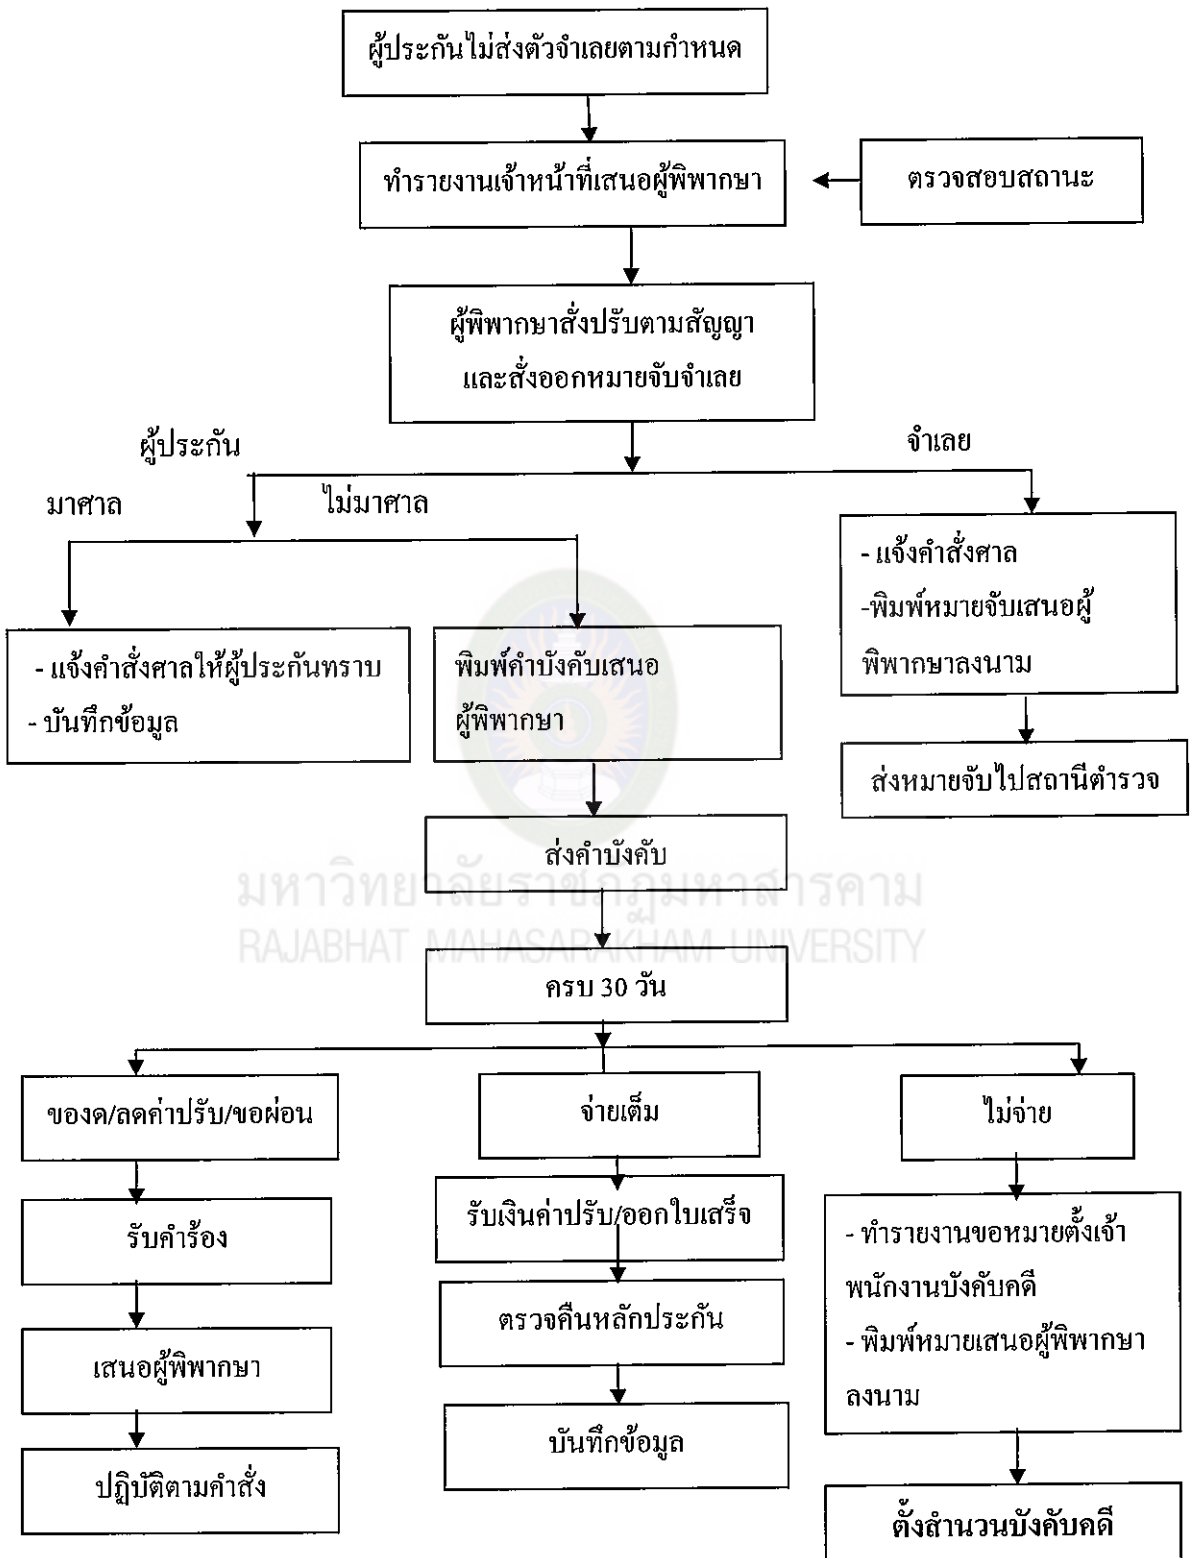 ผู้ประกันไม่ส่งตัวจำเลยตามกำหนด
ทำรายงานเจ้าหน้าที่เสนอผู้พิพากษา
ตรวจสอบสถานะ
ผู้พิพากษาสั่งปรับตามสัญญา
และสั่งออกหมายจับจำเลย
ผู้ประกัน
จำเลย
มาศาล
ไม่มาศาล
- แจ้งคำสั่งศาล
-พิมพ์หมายจับเสนอผู้
พิพากษาลงนาม
- แจ้งคำสั่งศาลให้ผู้ประกันทราบ
- บันทึกข้อมูล
พิมพ์คำบังคับเสนอ
ผู้พิพากษา
ส่งหมายจับไปสถานีตำรวจ
ส่งคำบังคับ
มหาวิทยาลัยราชภัฏมหาสารคาม
RAJABHAT MAHASARAKHAM UNIVERSITY
ครบ 30 วัน
ของด/ลดค่าปรับ/ขอผ่อน
จ่ายเต็ม
ไม่จ่าย
รับคำร้อง
รับเงินค่าปรับ/ออกใบเสร็จ
- ทำรายงานขอหมายตั้งเจ้า
พนักงานบังคับคดี
- พิมพ์หมายเสนอผู้พิพากษา
ลงนาม
ตรวจคืนหลักประกัน
เสนอผู้พิพากษา
บันทึกข้อมูล
ปฏิบัติตามคำสั่ง
ตั้งสำนวนบังคับคดี